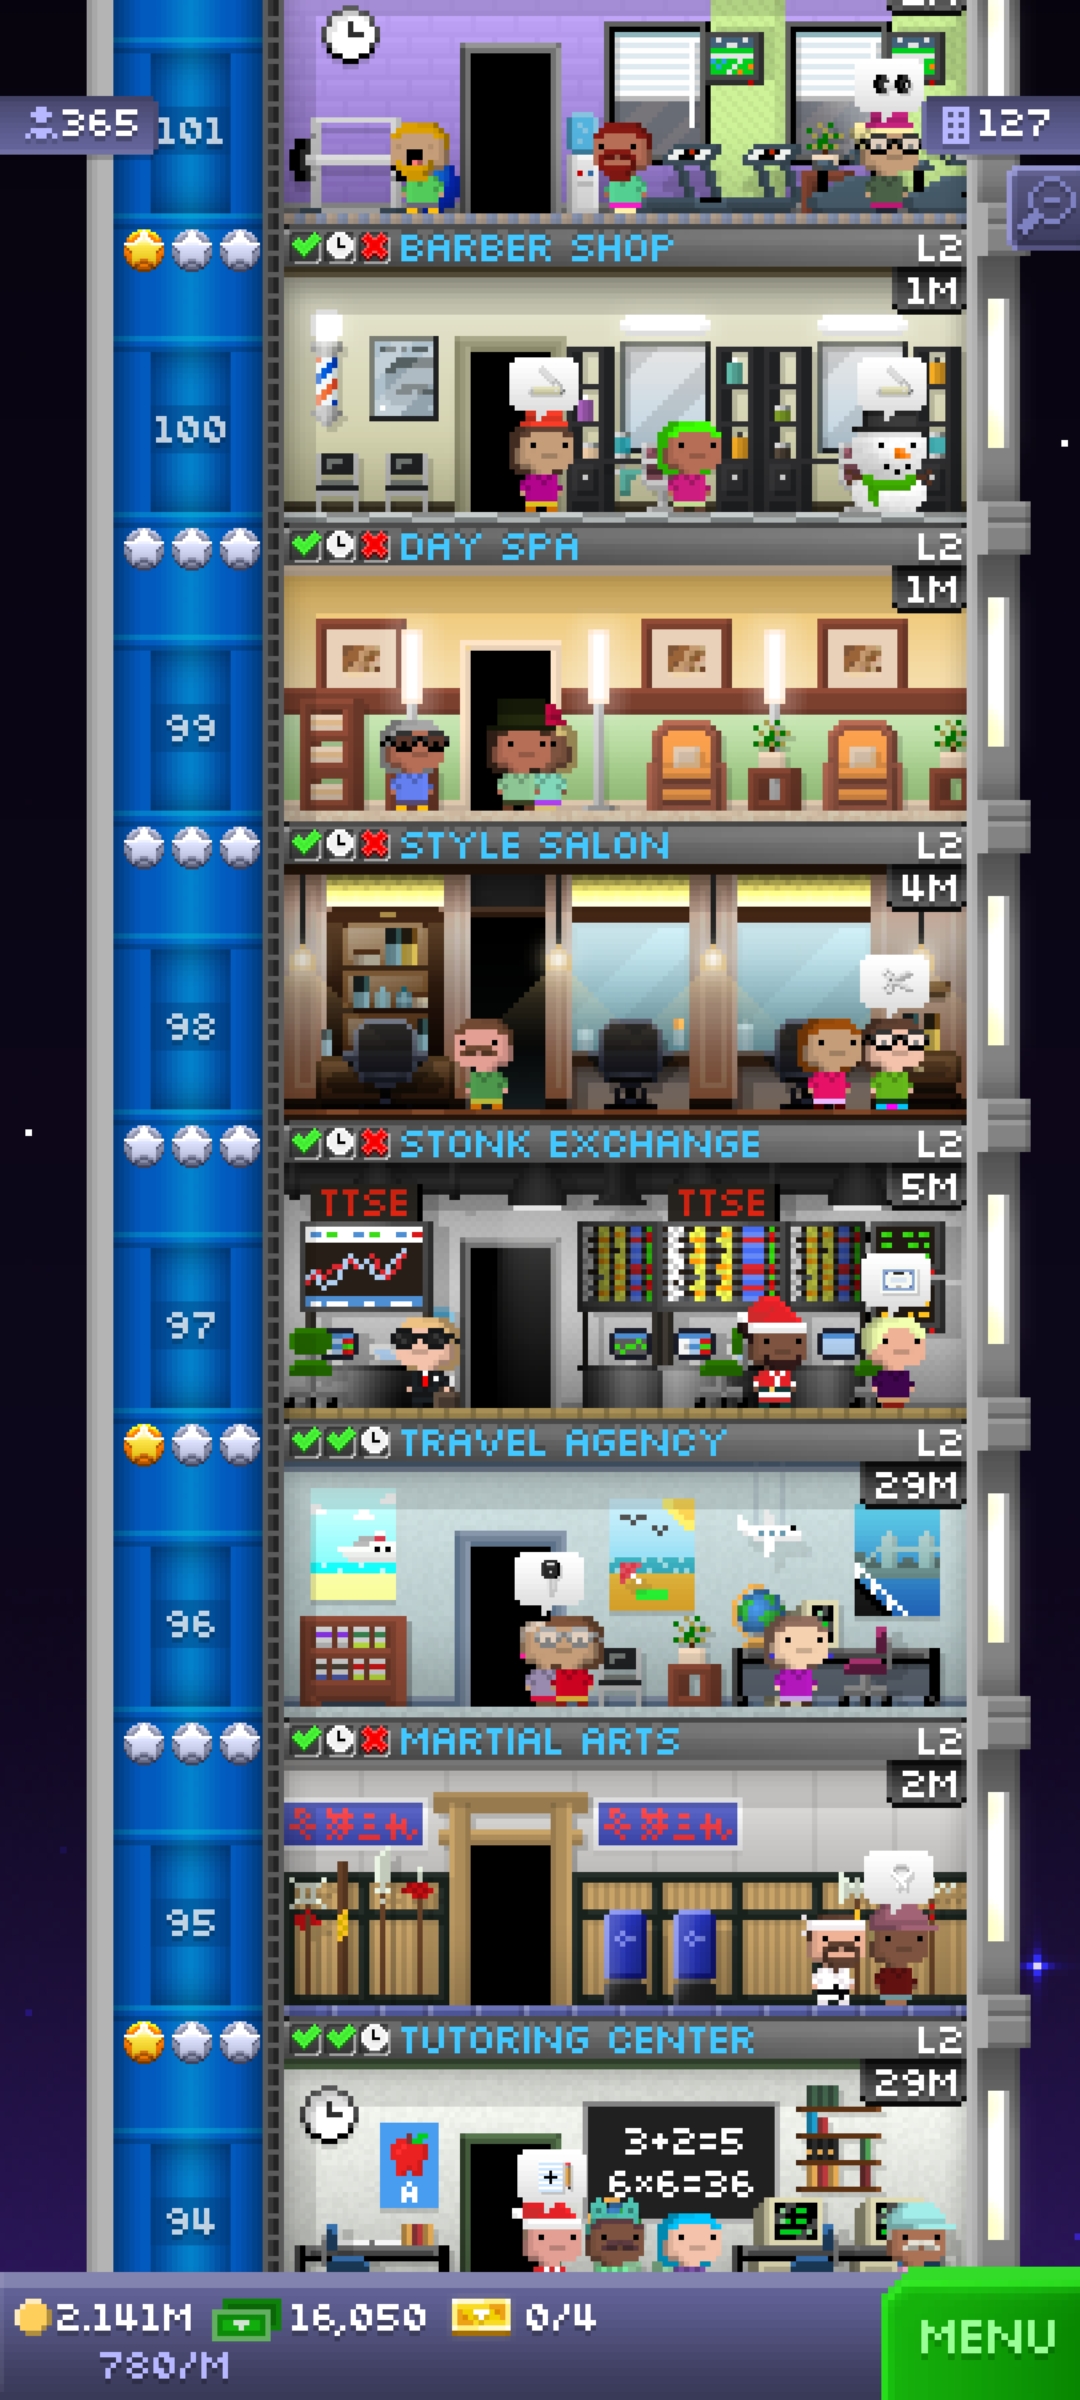 365
101
127
BARBER SHOP L2
1M
100
DAY SPA L2
1M
99
STYLE SALON L2
4M
98
STONK EXCHANGE L2
5M
TTSE TTSE
97
TRAVEL AGENCY L2
29M
96
MARTIAL ARTS L2
2M
95
TUTORING CENTER L2
29M
3+2=5
6×6=36
A
94
2.141M 16,050 0/4
780/M
MENU